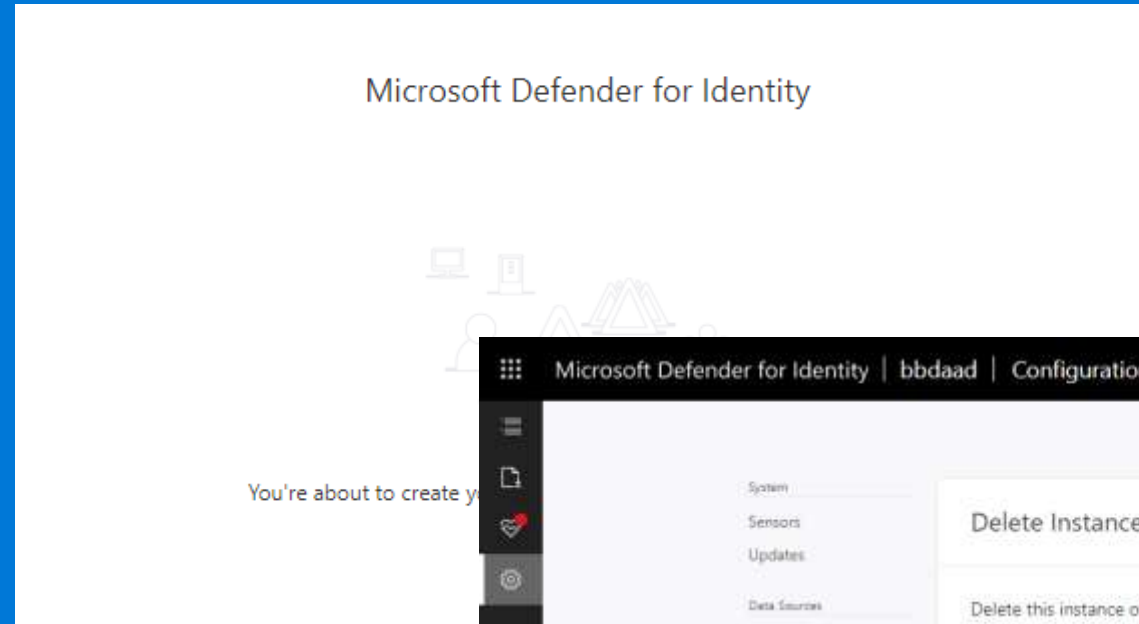 Microsoft Defender for Identity
You're about to create y
Microsoft Defender for Identity | bbdaad | Configuratio
System
Sensors
Updates
Data Sources
Delete Instance
Delete this instance o